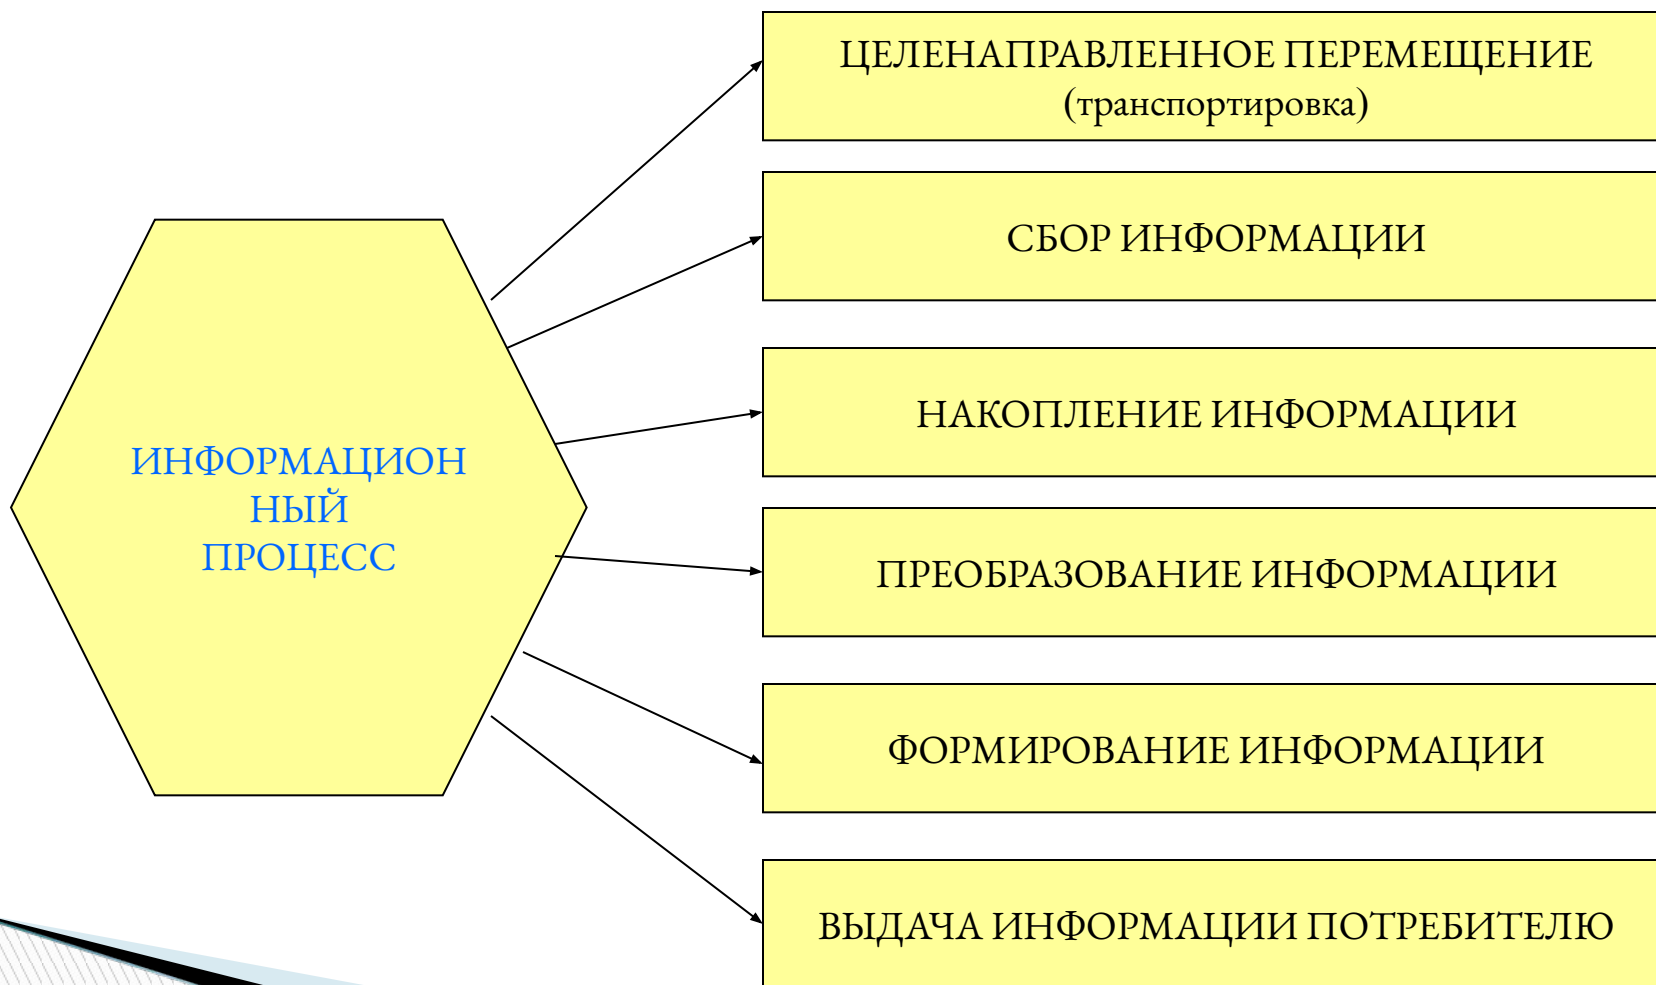 ЦЕЛЕНАПРАВЛЕННОЕ ПЕРЕМЕЩЕНИЕ
(транспортировка)
СБОР ИНФОРМАЦИИ
НАКОПЛЕНИЕ ИНФОРМАЦИИ
ИНФОРМАЦИОН
НЫЙ
ПРОЦЕСС
ПРЕОБРАЗОВАНИЕ ИНФОРМАЦИИ
ФОРМИРОВАНИЕ ИНФОРМАЦИИ
ВЫДАЧА ИНФОРМАЦИИ ПОТРЕБИТЕЛЮ